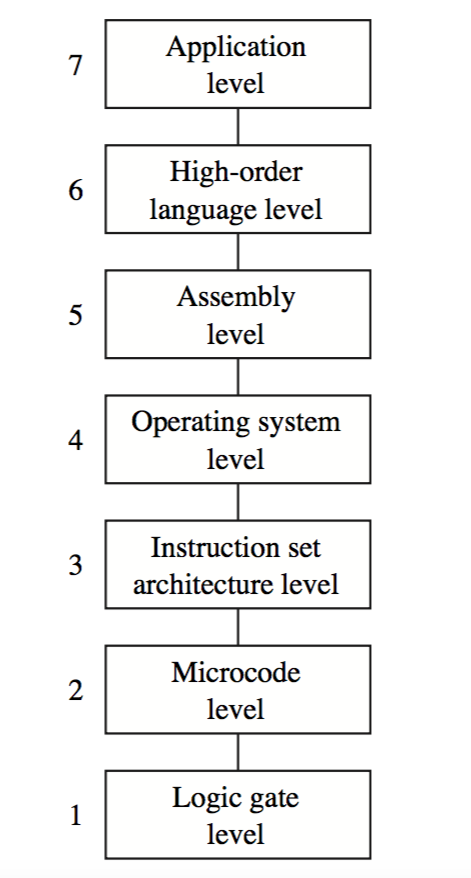 7
Application
level
6
High-order
language level
5
Assembly
level
4
Operating system
level
3
Instruction set
architecture level
2
Microcode
level
1
Logic gate
level